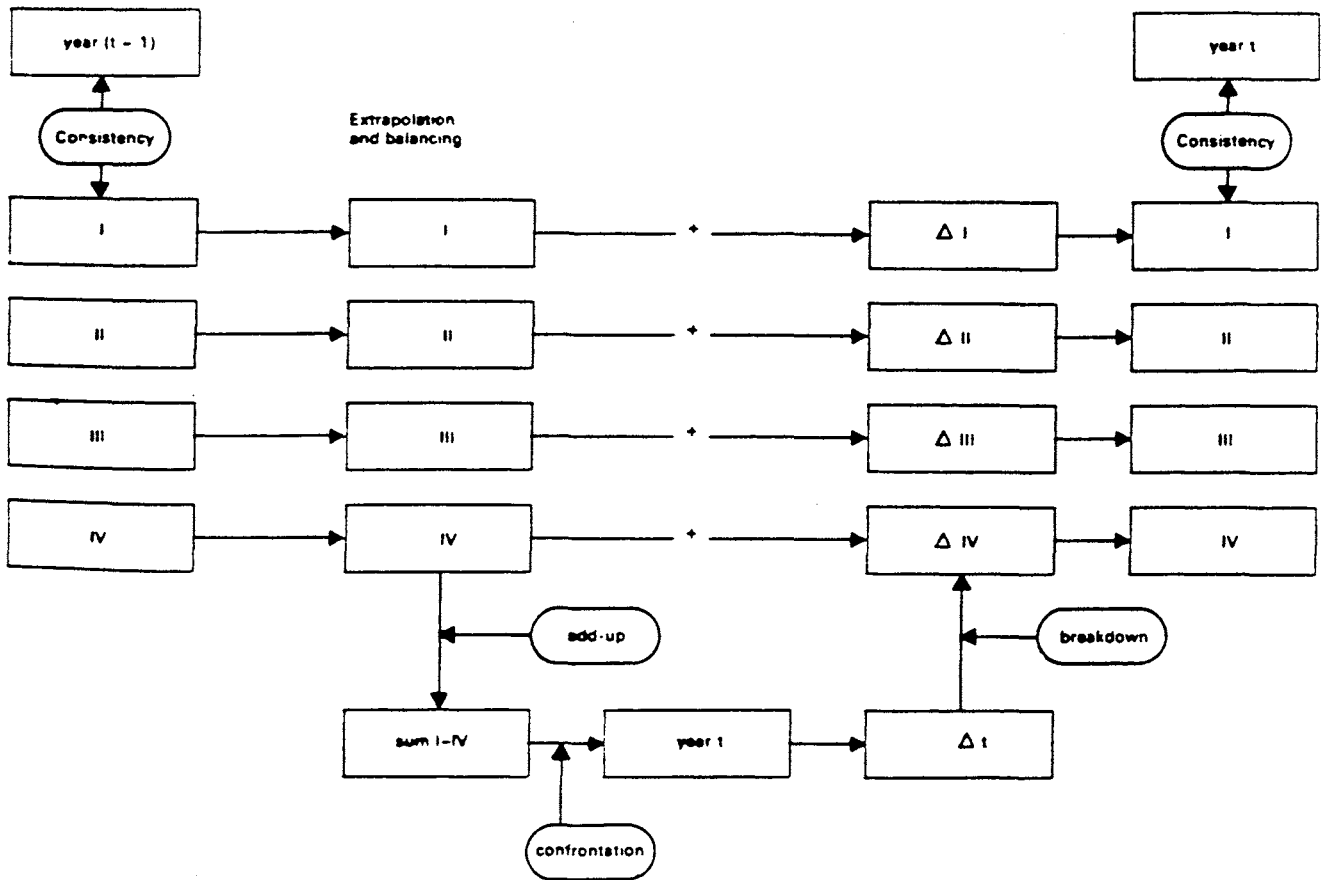 year (t - 1)
year t
Consistency
Extrapolation
and balancing
Consistency
I
I
+
Δ I
I
II
II
+
Δ II
II
III
III
+
Δ III
III
IV
IV
+
Δ IV
IV
add-up
breakdown
sum I-IV
year t
Δ t
confrontation